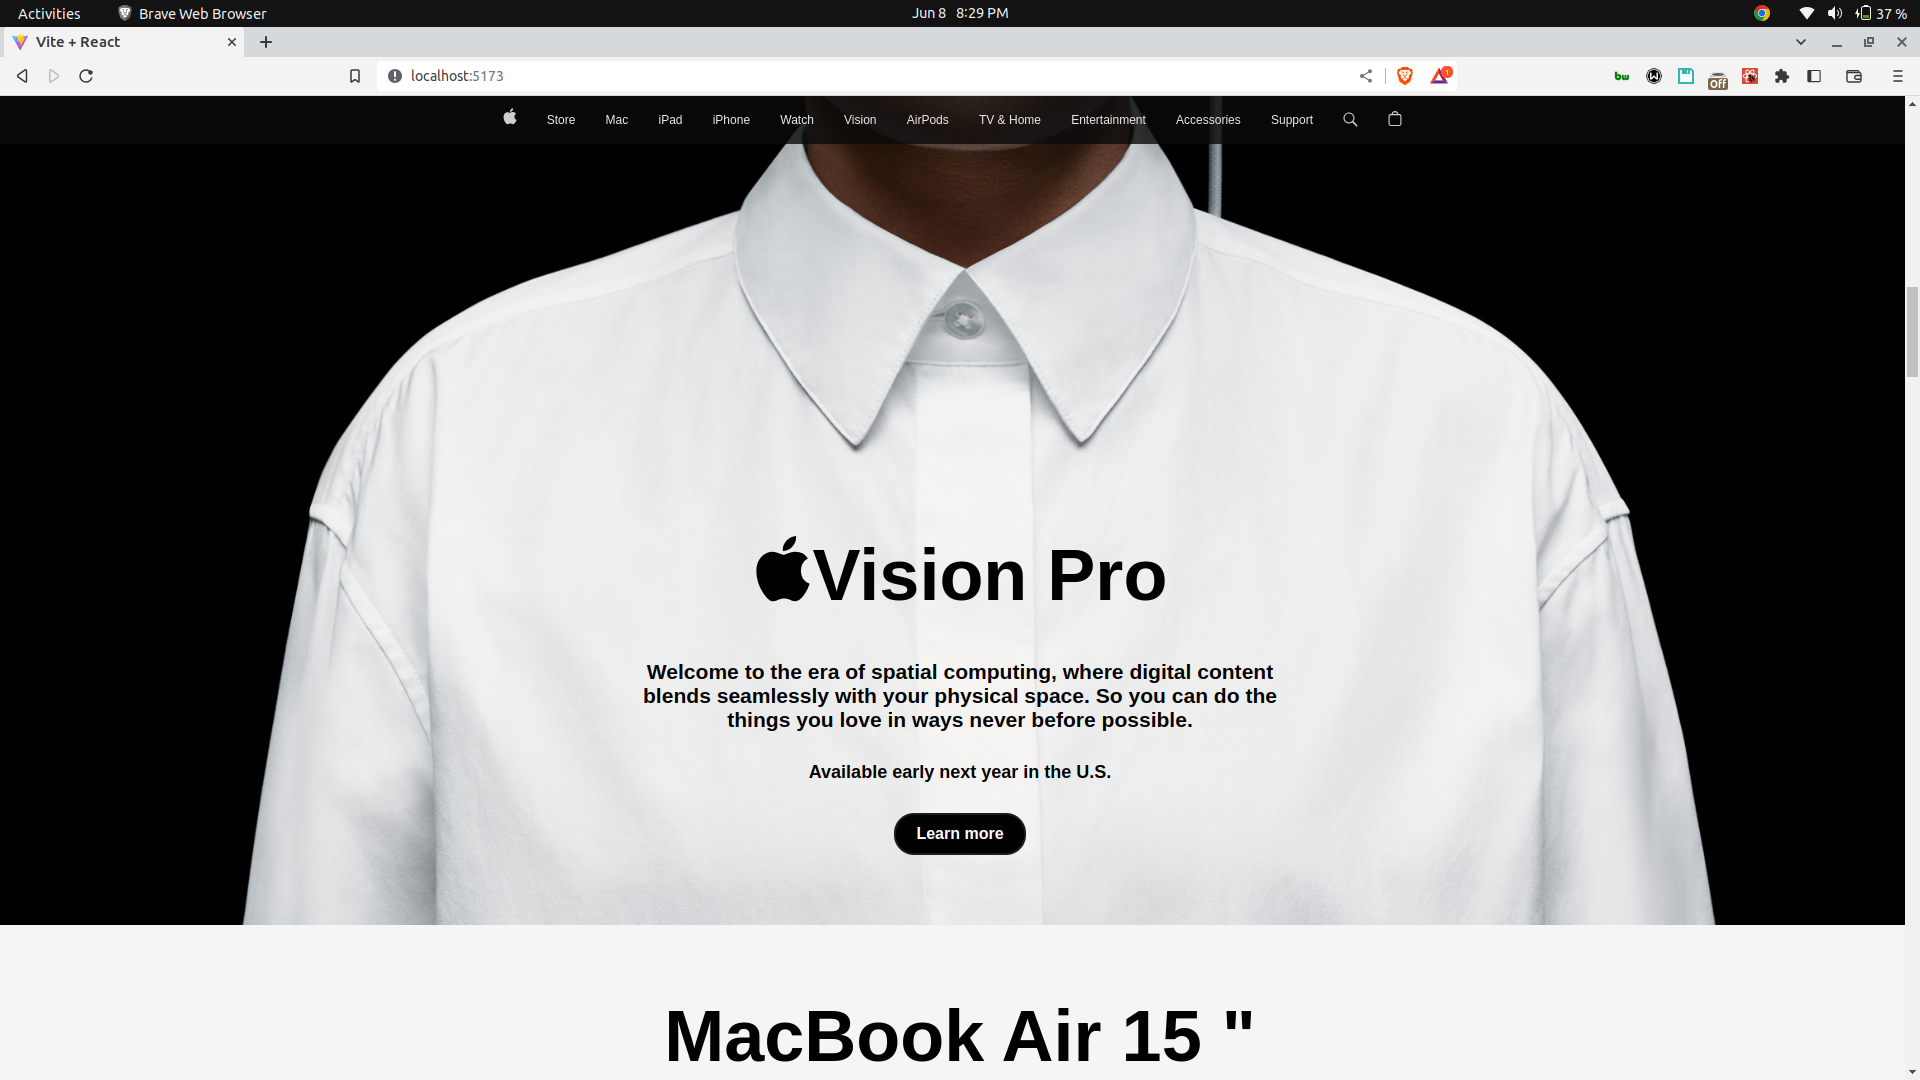 Activities Brave Web Browser Jun 8 8:29 PM 37 %
Vite + React
localhost:5173
bw
Off
1
Store Mac iPad iPhone Watch Vision AirPods TV & Home Entertainment Accessories Support
Vision Pro
Welcome to the era of spatial computing, where digital content
blends seamlessly with your physical space. So you can do the
things you love in ways never before possible.
Available early next year in the U.S.
Learn more
MacBook Air 15 "